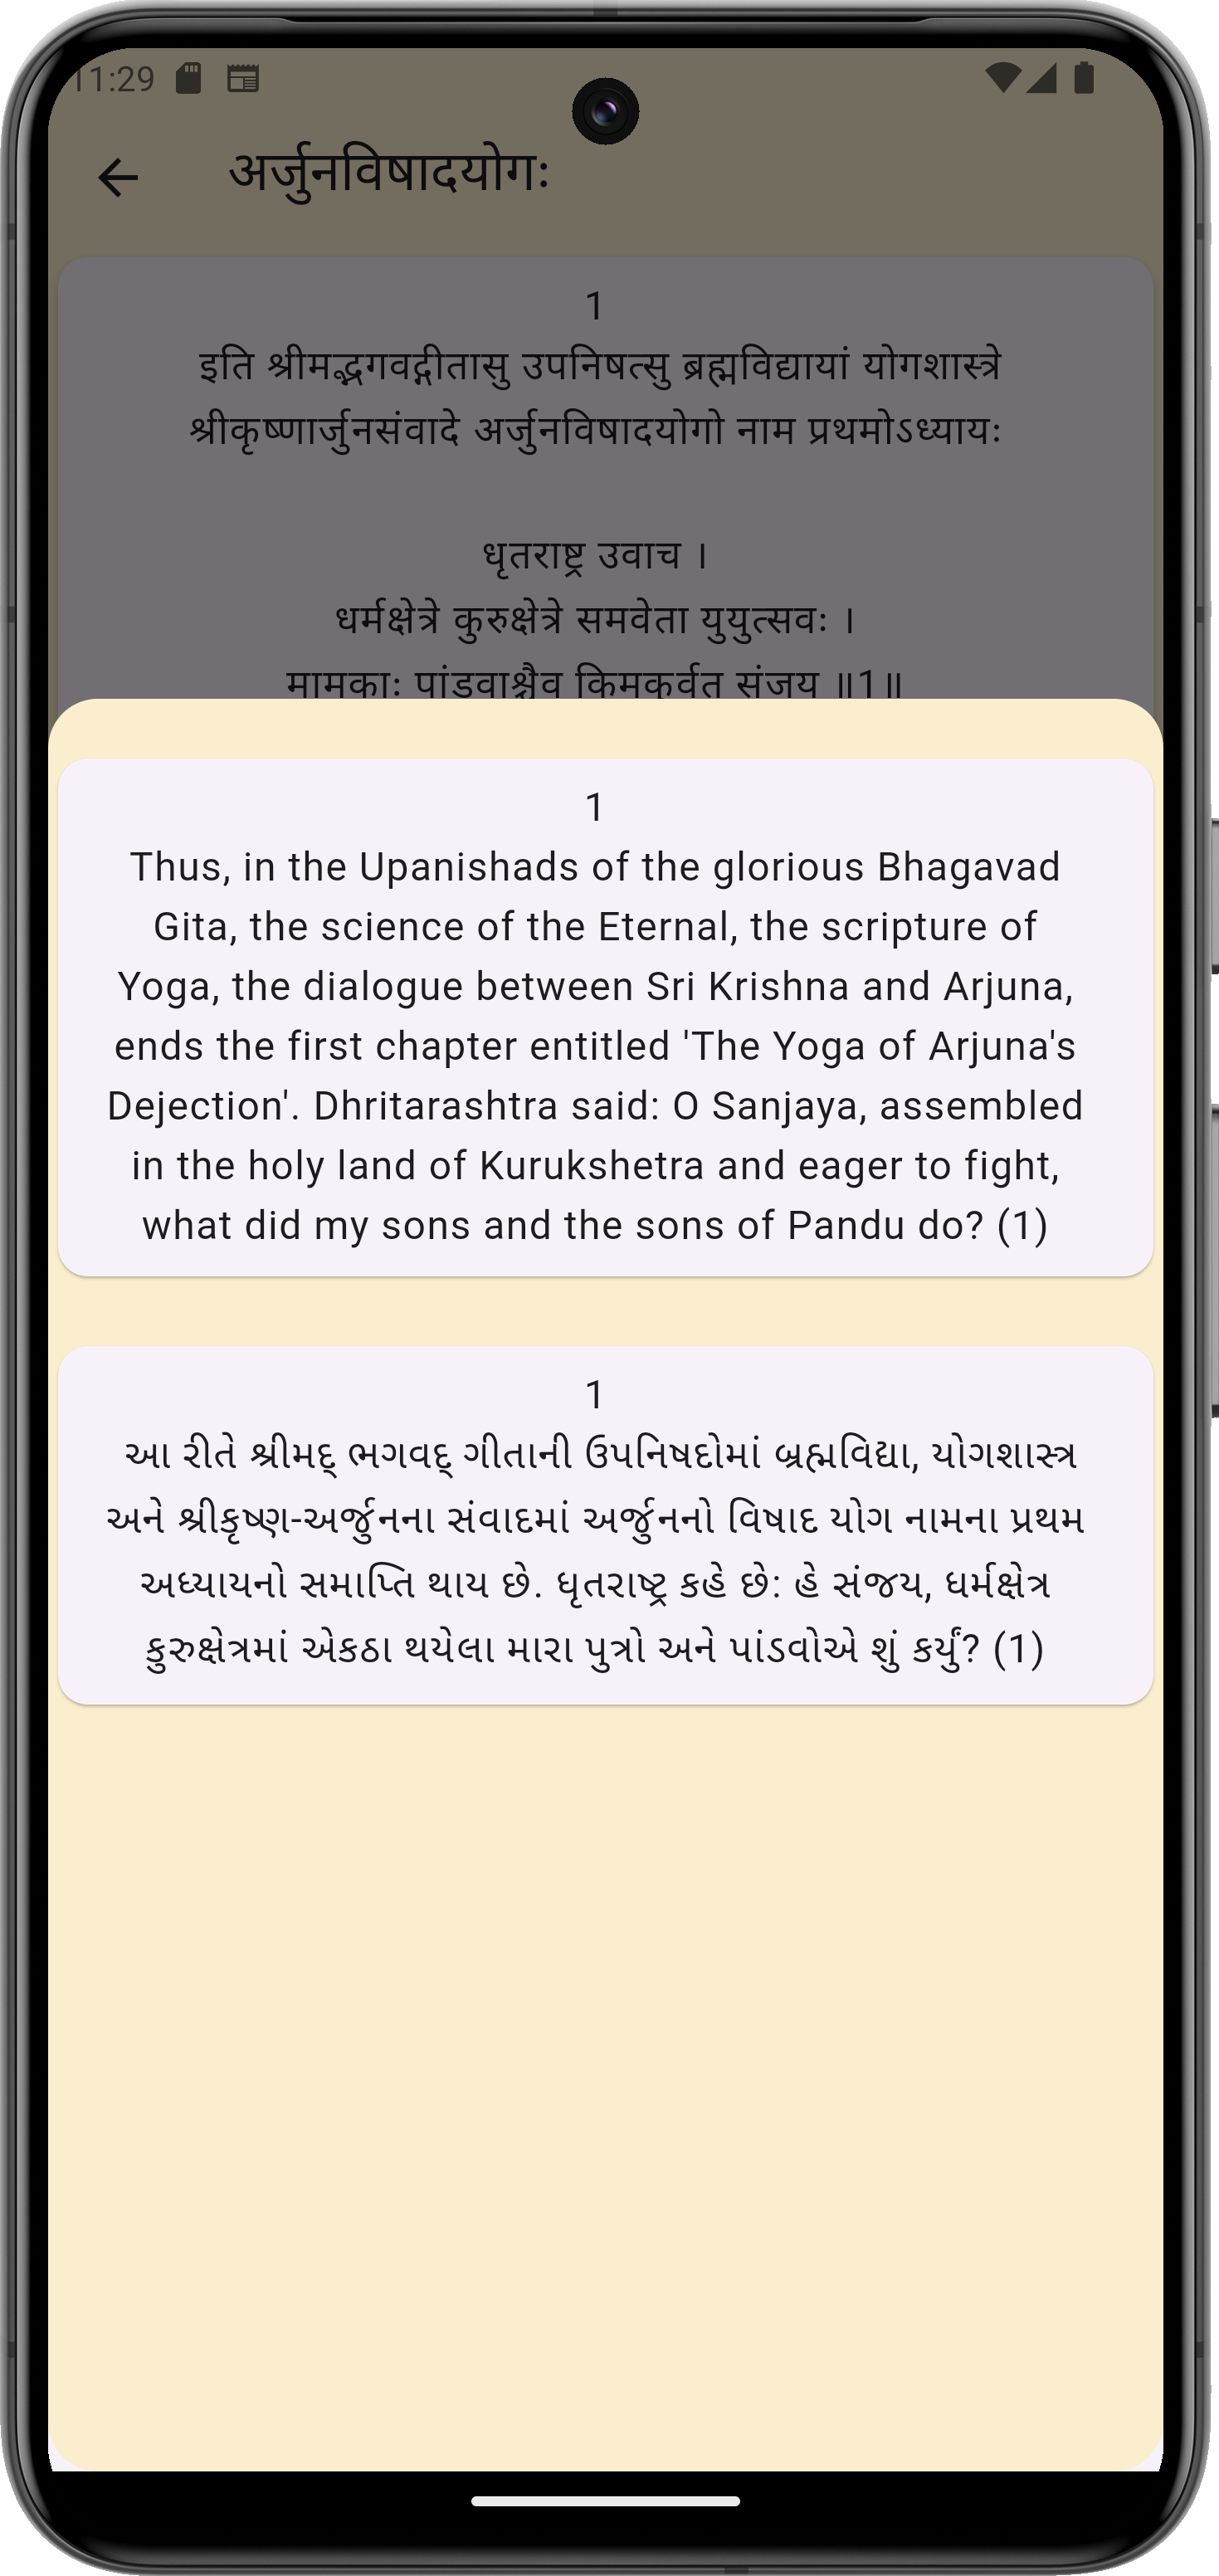 11:29
अर्जुनविषादयोगः
1
इति श्रीमद्भगवद्गीतासु उपनिषत्सु ब्रह्मविद्यायां योगशास्त्रे
श्रीकृष्णार्जुनसंवादे अर्जुनविषादयोगो नाम प्रथमोऽध्यायः
धृतराष्ट्र उवाच ।
धर्मक्षेत्रे कुरुक्षेत्रे समवेता युयुत्सवः ।
मामकाः पांडवाश्चैव किमकुर्वत संजय ॥1॥
1
Thus, in the Upanishads of the glorious Bhagavad
Gita, the science of the Eternal, the scripture of
Yoga, the dialogue between Sri Krishna and Arjuna,
ends the first chapter entitled 'The Yoga of Arjuna's
Dejection'. Dhritarashtra said: O Sanjaya, assembled
in the holy land of Kurukshetra and eager to fight,
what did my sons and the sons of Pandu do? (1)
1
આ રીતે શ્રીમદ્ ભગવદ્ ગીતાની ઉપનિષદોમાં બ્રહ્મવિદ્યા, યોગશાસ્ત્ર
અને શ્રીકૃષ્ણ-અર્જુનના સંવાદમાં અર્જુનનો વિષાદ યોગ નામના પ્રથમ
અધ્યાયનો સમાપ્તિ થાય છે. ધૃતરાષ્ટ્ર કહે છે: હે સંજય, ધર્મક્ષેત્ર
કુરુક્ષેત્રમાં એકઠા થયેલા મારા પુત્રો અને પાંડવોએ શું કર્યું? (1)